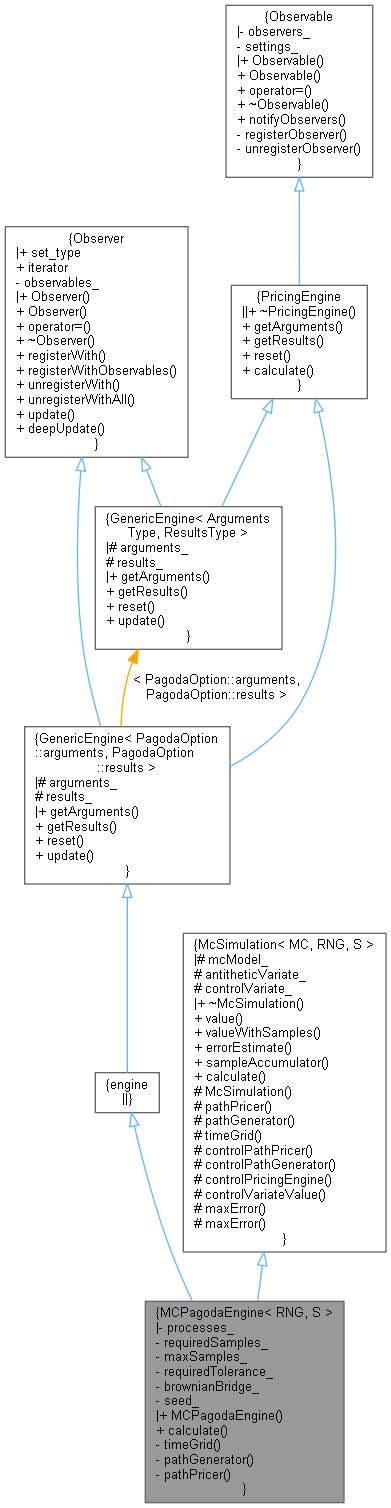 {Observable
|- observers_
- settings_
|+ Observable()
+ Observable()
+ operator=()
+ ~Observable()
+ notifyObservers()
- registerObserver()
- unregisterObserver()
}
{Observer
|+ set_type
+ iterator
- observables_
|+ Observer()
+ Observer()
+ operator=()
+ ~Observer()
+ registerWith()
+ registerWithObservables()
+ unregisterWith()
+ unregisterWithAll()
+ update()
+ deepUpdate()
}
{PricingEngine
||+ ~PricingEngine()
+ getArguments()
+ getResults()
+ reset()
+ calculate()
}
{GenericEngine< Arguments
Type, ResultsType >
|# arguments_
# results_
|+ getArguments()
+ getResults()
+ reset()
+ update()
}
< PagodaOption::arguments,
PagodaOption::results >
{GenericEngine< PagodaOption
::arguments, PagodaOption
::results >
|# arguments_
# results_
|+ getArguments()
+ getResults()
+ reset()
+ update()
}
{McSimulation< MC, RNG, S >
|# mcModel_
# antitheticVariate_
# controlVariate_
|+ ~McSimulation()
+ value()
+ valueWithSamples()
+ errorEstimate()
+ sampleAccumulator()
+ calculate()
# McSimulation()
# pathPricer()
# pathGenerator()
# timeGrid()
# controlPathPricer()
# controlPathGenerator()
# controlPricingEngine()
# controlVariateValue()
# maxError()
# maxError()
}
{engine
||}
{MCPagodaEngine< RNG, S >
|- processes_
- requiredSamples_
- maxSamples_
- requiredTolerance_
- brownianBridge_
- seed_
|+ MCPagodaEngine()
+ calculate()
- timeGrid()
- pathGenerator()
- pathPricer()
}